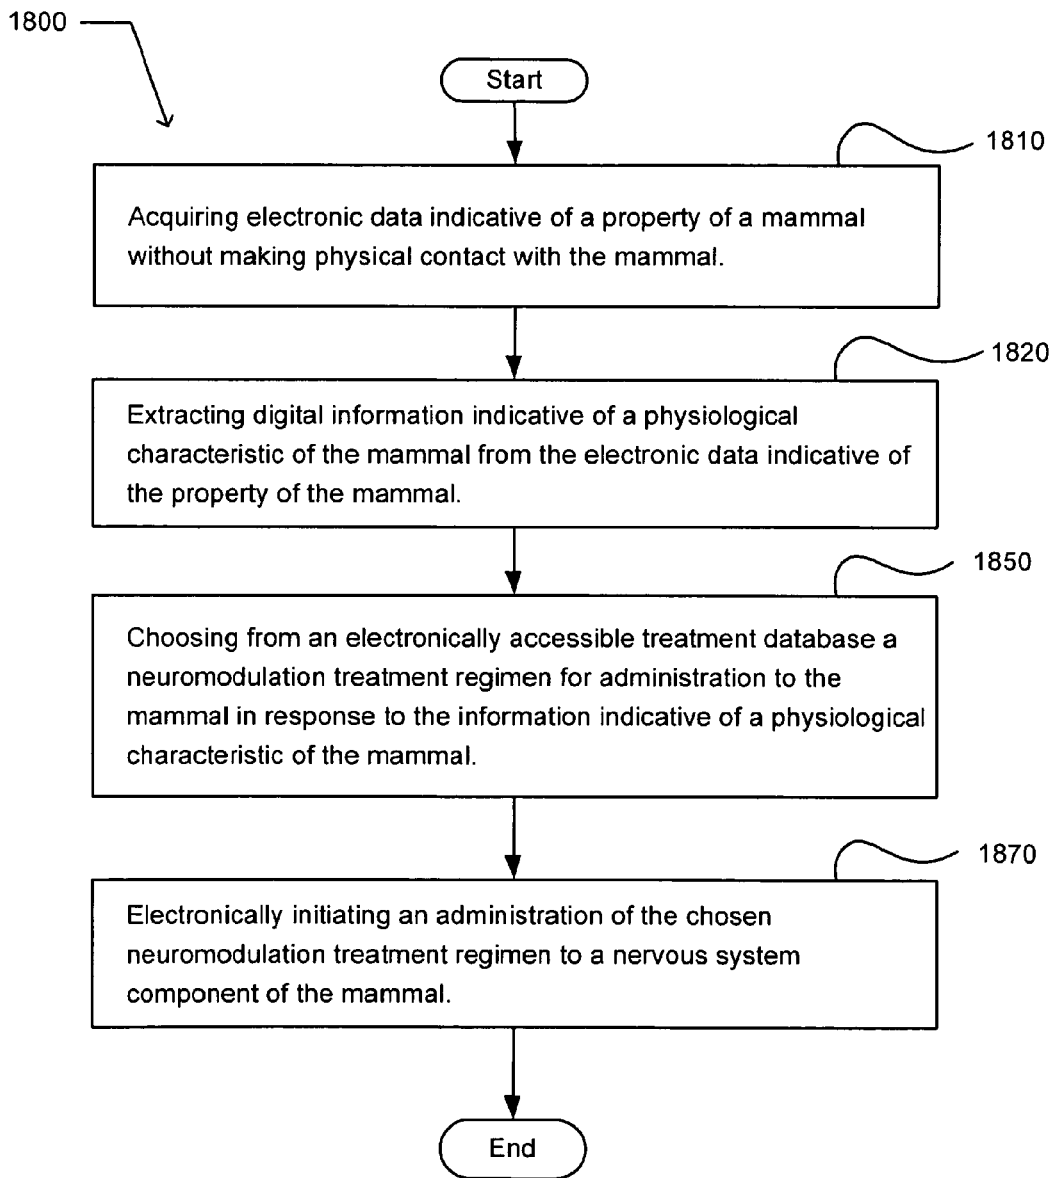 1800
Start
1810
Acquiring electronic data indicative of a property of a mammal
without making physical contact with the mammal.
1820
Extracting digital information indicative of a physiological
characteristic of the mammal from the electronic data indicative of
the property of the mammal.
1850
Choosing from an electronically accessible treatment database a
neuromodulation treatment regimen for administration to the
mammal in response to the information indicative of a physiological
characteristic of the mammal.
1870
Electronically initiating an administration of the chosen
neuromodulation treatment regimen to a nervous system
component of the mammal.
End